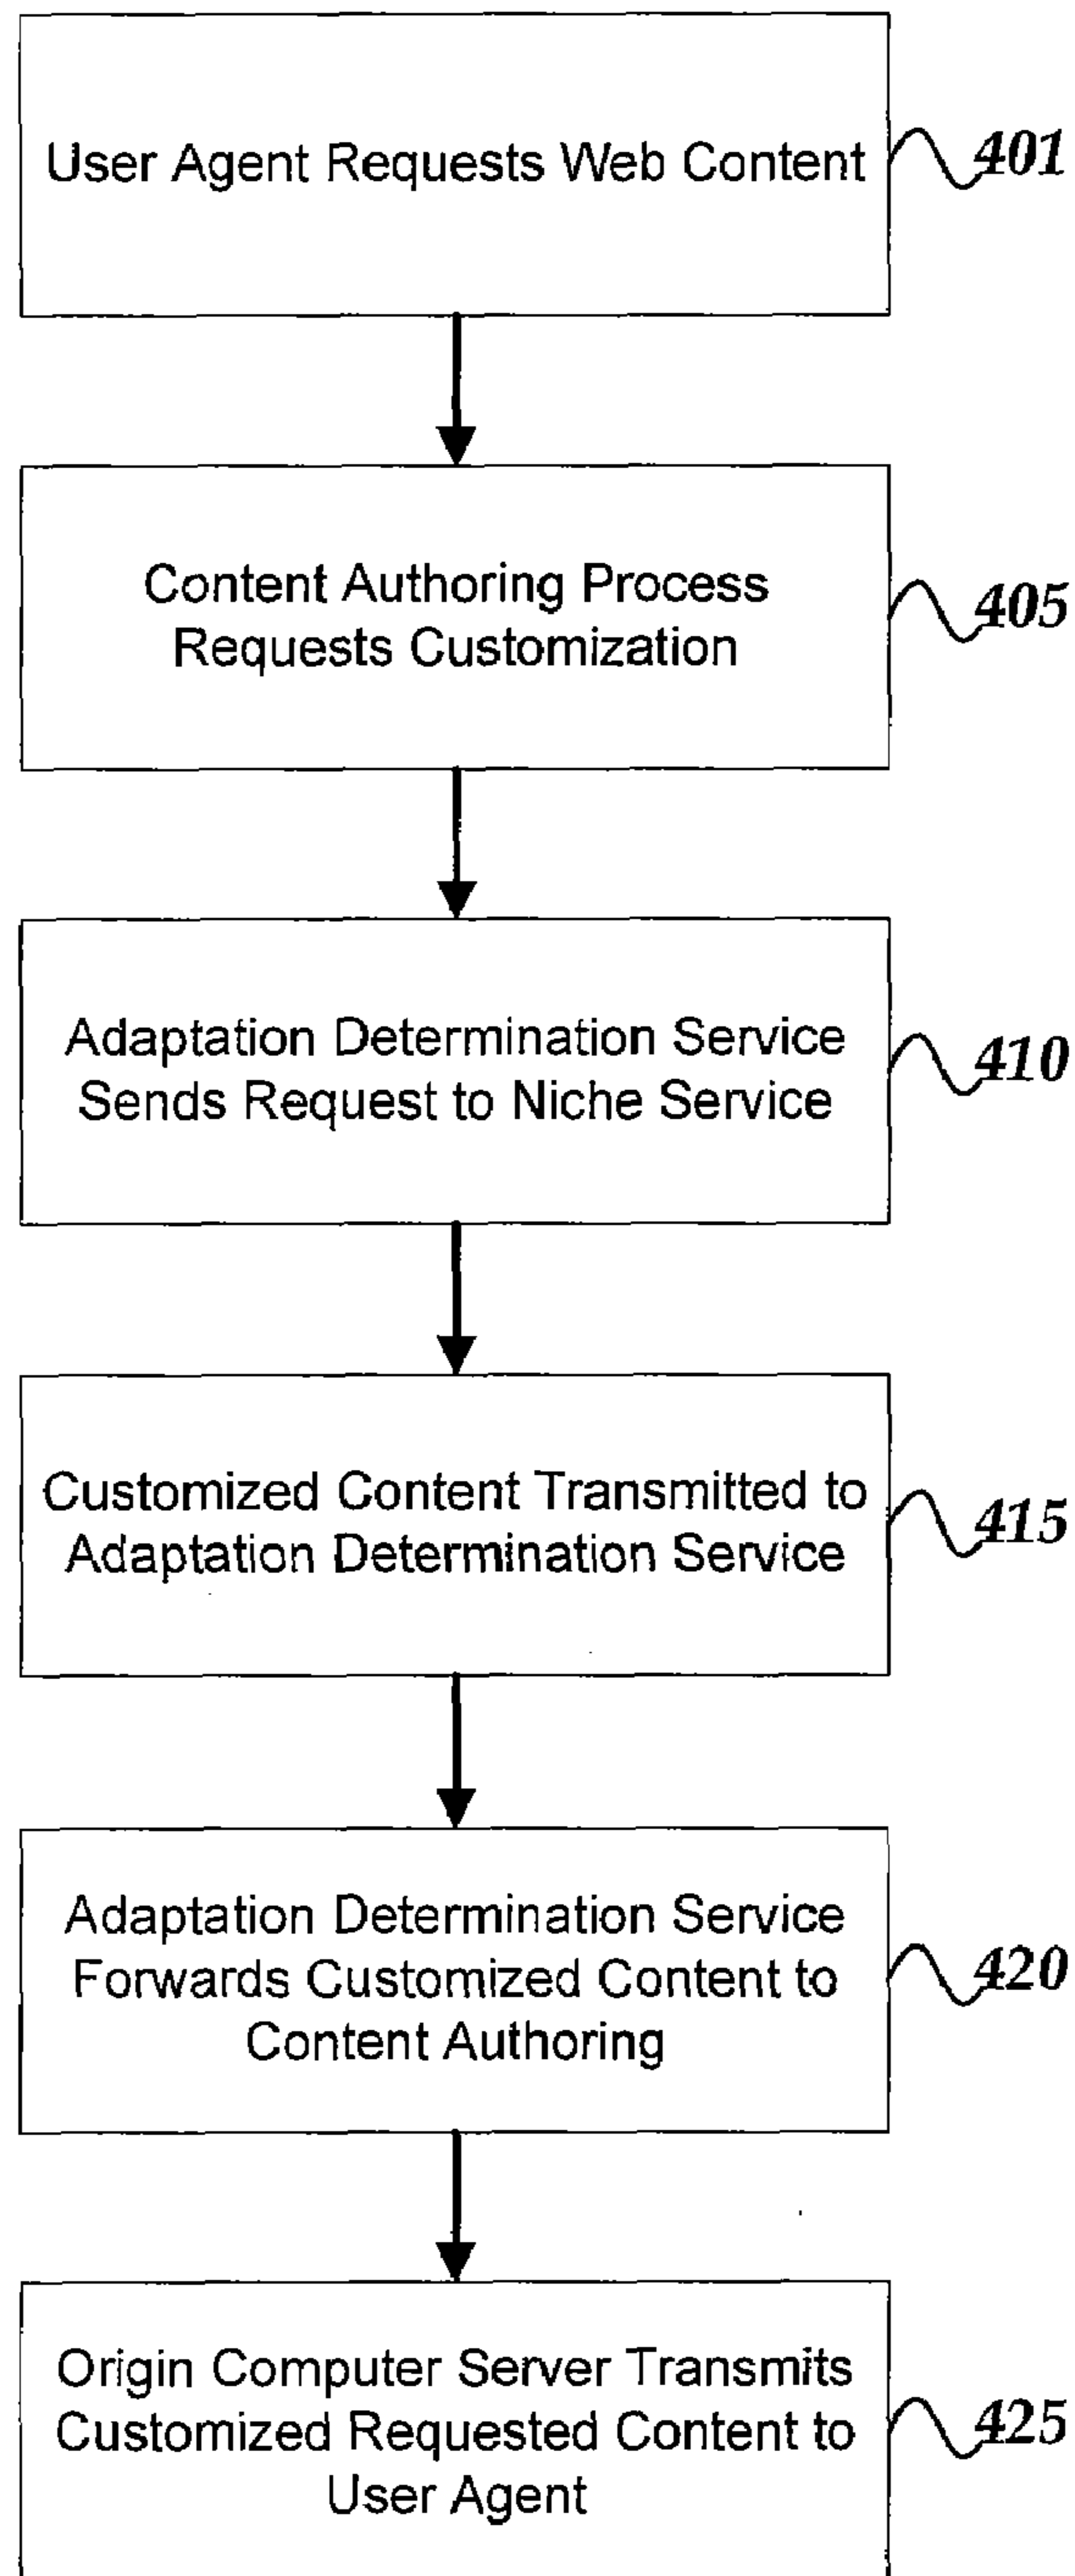 User Agent Requests Web Content
401
Content Authoring Process
Requests Customization
405
Adaptation Determination Service
Sends Request to Niche Service
410
Customized Content Transmitted to
Adaptation Determination Service
415
Adaptation Determination Service
Forwards Customized Content to
Content Authoring
420
Origin Computer Server Transmits
Customized Requested Content to
User Agent
425